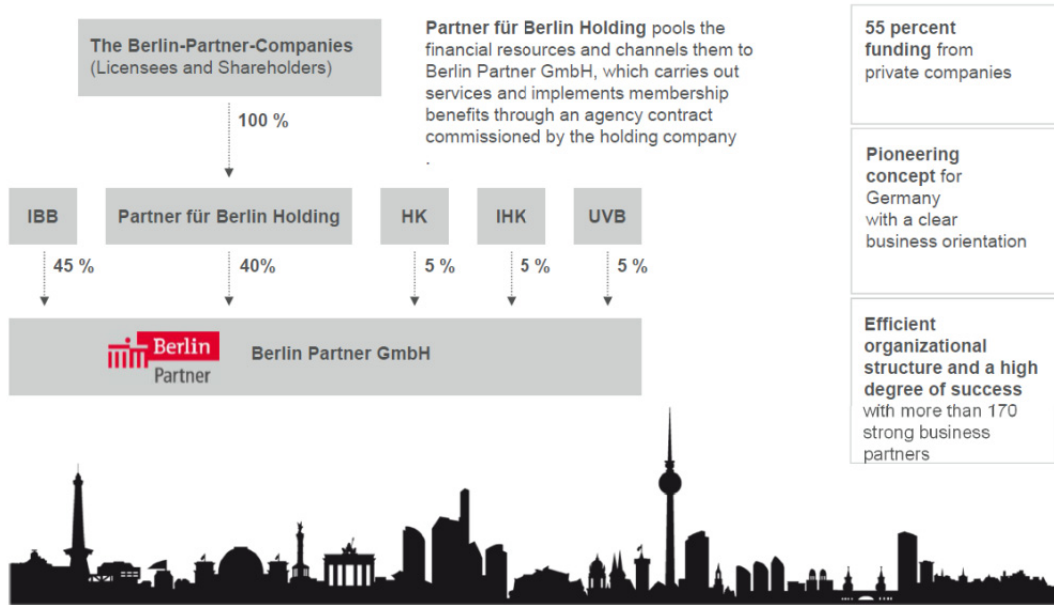 The Berlin-Partner-Companies
(Licensees and Shareholders)
Partner für Berlin Holding pools the
financial resources and channels them to
Berlin Partner GmbH, which carries out
services and implements membership
benefits through an agency contract
commissioned by the holding company
.
100 %
IBB
Partner für Berlin Holding
HK
IHK
UVB
45 %
40%
5 %
5 %
5 %
Berlin
Partner
Berlin Partner GmbH
55 percent
funding from
private companies
Pioneering
concept for
Germany
with a clear
business orientation
Efficient
organizational
structure and a high
degree of success
with more than 170
strong business
partners